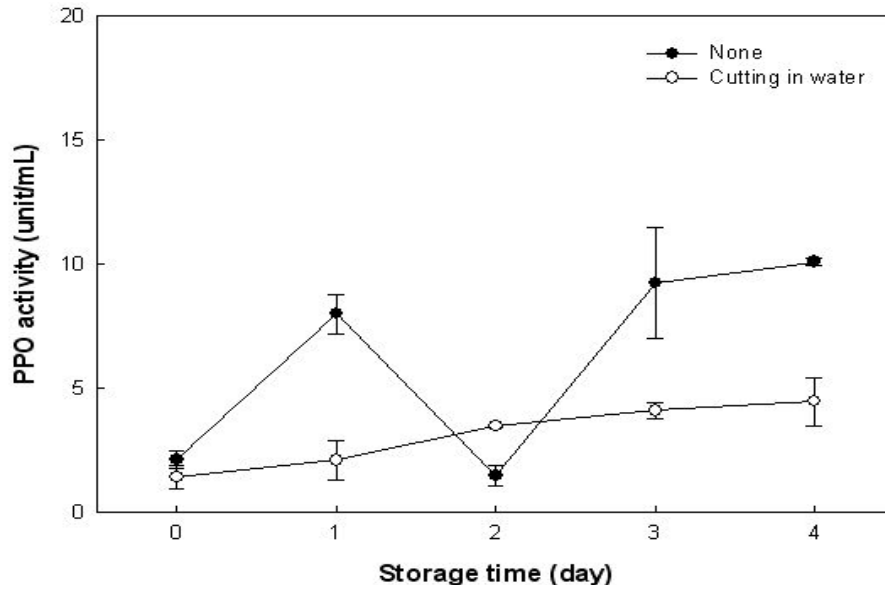 20
None
Cutting in water
15
10
5
0
PPO activity (unit/mL)
0 1 2 3 4
Storage time (day)